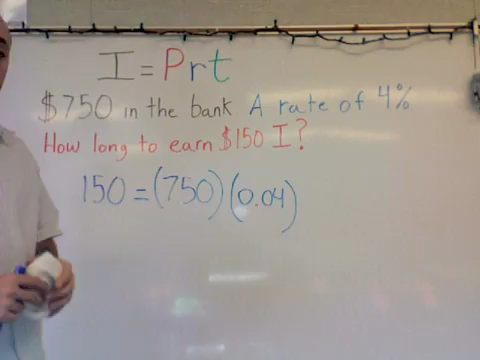 I = Prt
$750 in the bank A rate of 4%
How long to earn $150 I?
150 = (750)(0.04)